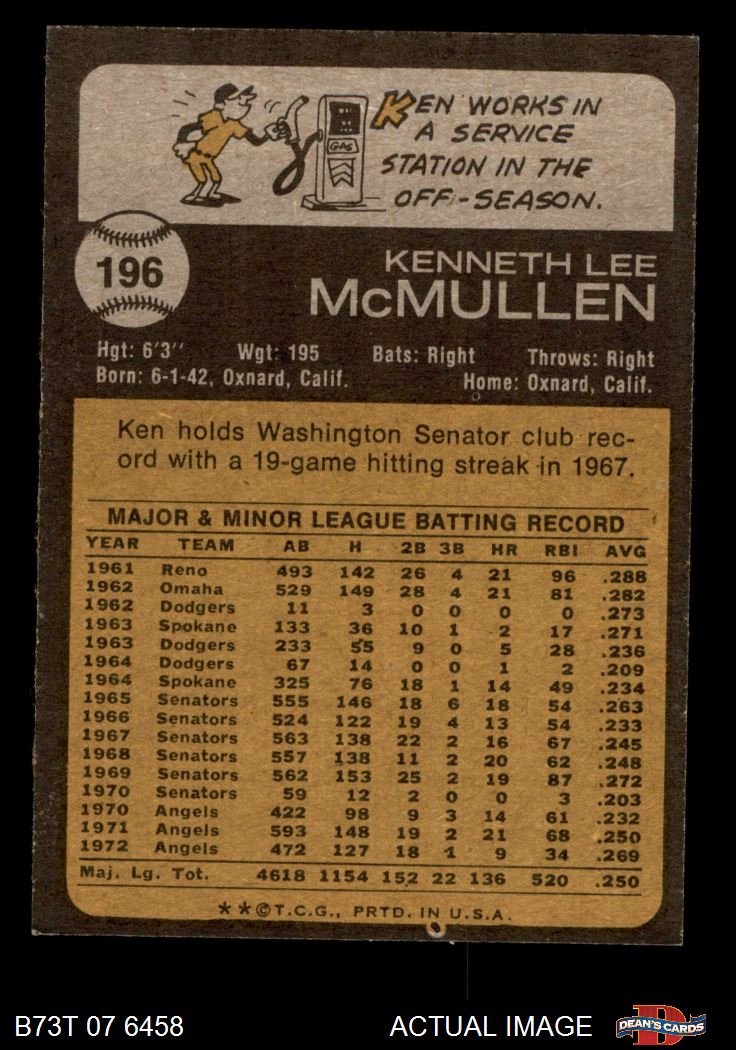 GAS
KEN WORKS IN
A SERVICE
STATION IN THE
OFF-SEASON.
196
KENNETH LEE
McMULLEN
Hgt: 6'3" Wgt: 195 Bats: Right Throws: Right
Born: 6-1-42, Oxnard, Calif. Home: Oxnard, Calif.
Ken holds Washington Senator club rec-
ord with a 19-game hitting streak in 1967.
MAJOR & MINOR LEAGUE BATTING RECORD
YEAR TEAM AB H 2B 3B HR RBI AVG
1961 Reno 493 142 26 4 21 96 .288
1962 Omaha 529 149 28 4 21 81 .282
1962 Dodgers 11 3 0 0 0 0 .273
1963 Spokane 133 36 10 1 2 17 .271
1963 Dodgers 233 55 9 0 5 28 .236
1964 Dodgers 67 14 0 0 1 2 .209
1964 Spokane 325 76 18 1 14 49 .234
1965 Senators 555 146 18 6 18 54 .263
1966 Senators 524 122 19 4 13 54 .233
1967 Senators 563 138 22 2 16 67 .245
1968 Senators 557 138 11 2 20 62 .248
1969 Senators 562 153 25 2 19 87 .272
1970 Senators 59 12 2 0 0 3 .203
1970 Angels 422 98 9 3 14 61 .232
1971 Angels 593 148 19 2 21 68 .250
1972 Angels 472 127 18 1 9 34 .269
Maj. Lg. Tot. 4618 1154 152 22 136 520 .250
**©T.C.G., PRTD. IN U.S.A.
B73T 07 6458 ACTUAL IMAGE D DEAN'S CARDS